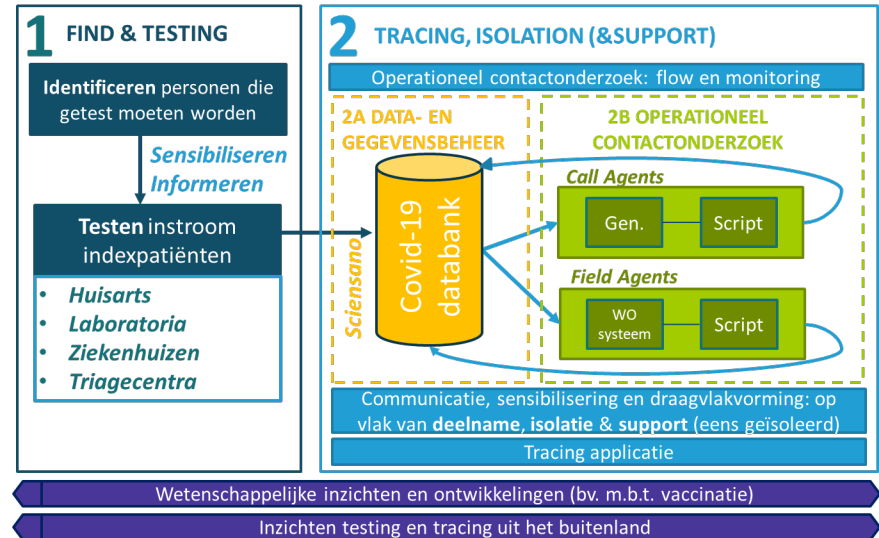 1 FIND & TESTING
Identificeren personen die
getest moeten worden
Sensibiliseren
Informeren
Testen instroom
indexpatiënten
• Huisarts
• Laboratoria
• Ziekenhuizen
• Triagecentra
2 TRACING, ISOLATION (&SUPPORT)
Operationeel contactonderzoek: flow en monitoring
2A DATA- EN
GEGEVENSBEHEER
Sciensano
Covid-19
databank
2B OPERATIONEEL
CONTACTONDERZOEK
Call Agents
Gen.
Script
Field Agents
WO
systeem
Script
Communicatie, sensibilisering en draagvlakvorming: op
vlak van deelname, isolatie & support (eens geïsoleerd)
Tracing applicatie
Wetenschappelijke inzichten en ontwikkelingen (bv. m.b.t. vaccinatie)
Inzichten testing en tracing uit het buitenland